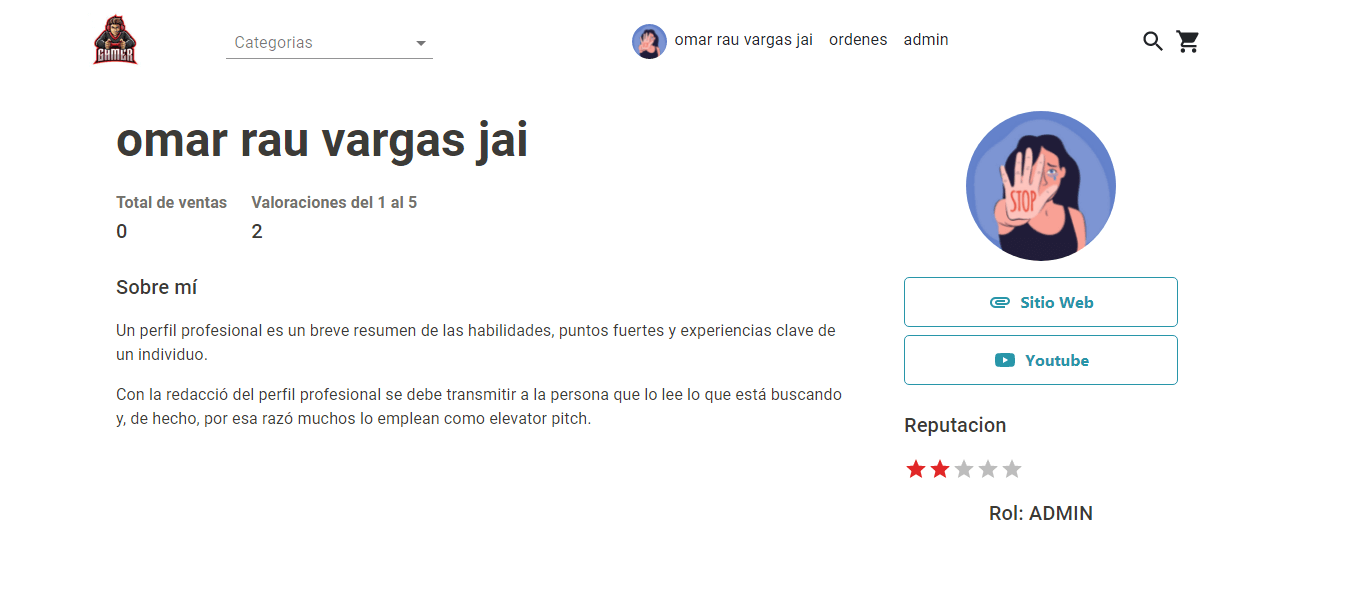 GAMER
Categorias
omar rau vargas jai
ordenes
admin
omar rau vargas jai
Total de ventas
0
Valoraciones del 1 al 5
2
Sobre mí
Un perfil profesional es un breve resumen de las habilidades, puntos fuertes y experiencias clave de
un individuo.
Con la redacció del perfil profesional se debe transmitir a la persona que lo lee lo que está buscando
y, de hecho, por esa razó muchos lo emplean como elevator pitch.
STOP
Sitio Web
Youtube
Reputacion
Rol: ADMIN